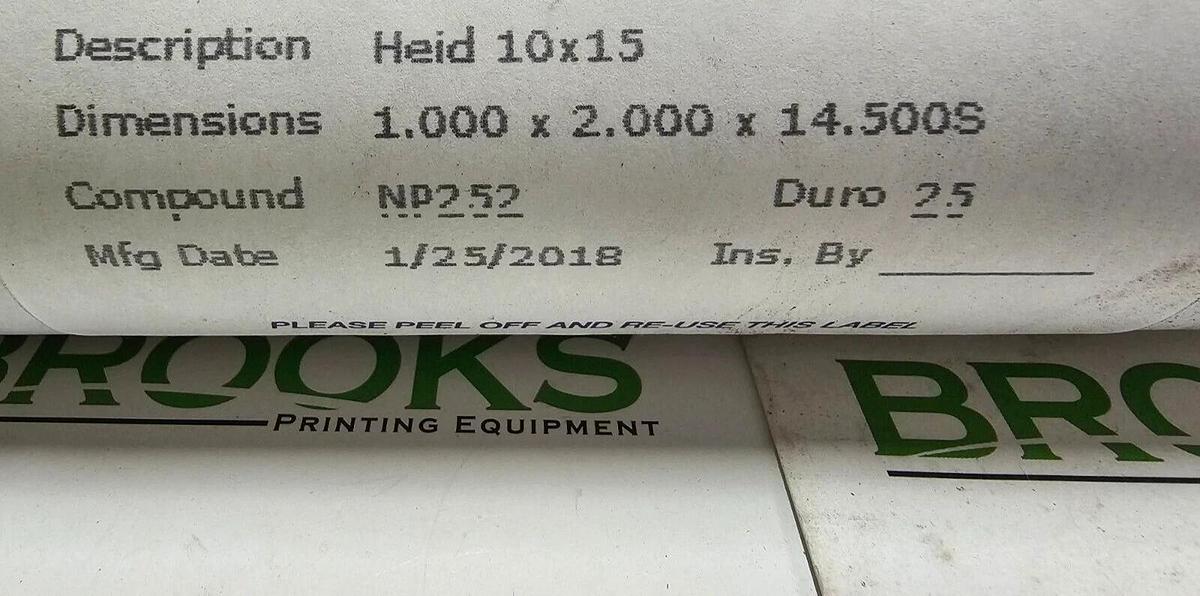 Description Heid 10x15
Dimensions 1.000 x 2.000 x 14.500S
Compound NP252 Duro 25
Mfg Date 1/25/2018 Ins. By
PLEASE PEEL OFF AND RE-USE THIS LABEL
BROOKS
PRINTING EQUIPMENT
BRO